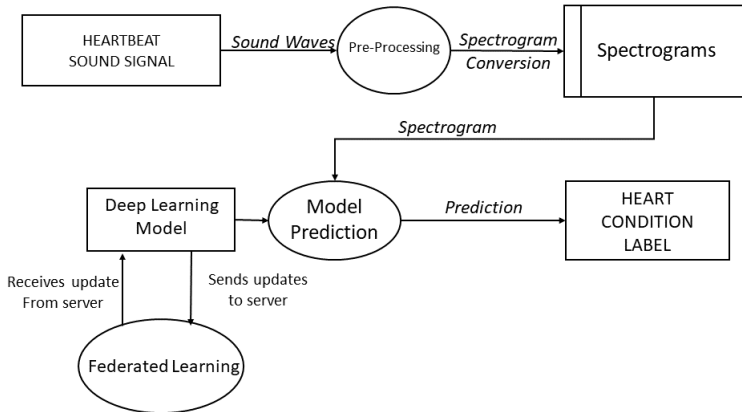 HEARTBEAT
SOUND SIGNAL
Sound Waves
Pre-Processing
Spectrogram
Conversion
Spectrograms
Spectrogram
Deep Learning
Model
Model
Prediction
Prediction
HEART
CONDITION
LABEL
Receives update
From server
Sends updates
to server
Federated Learning